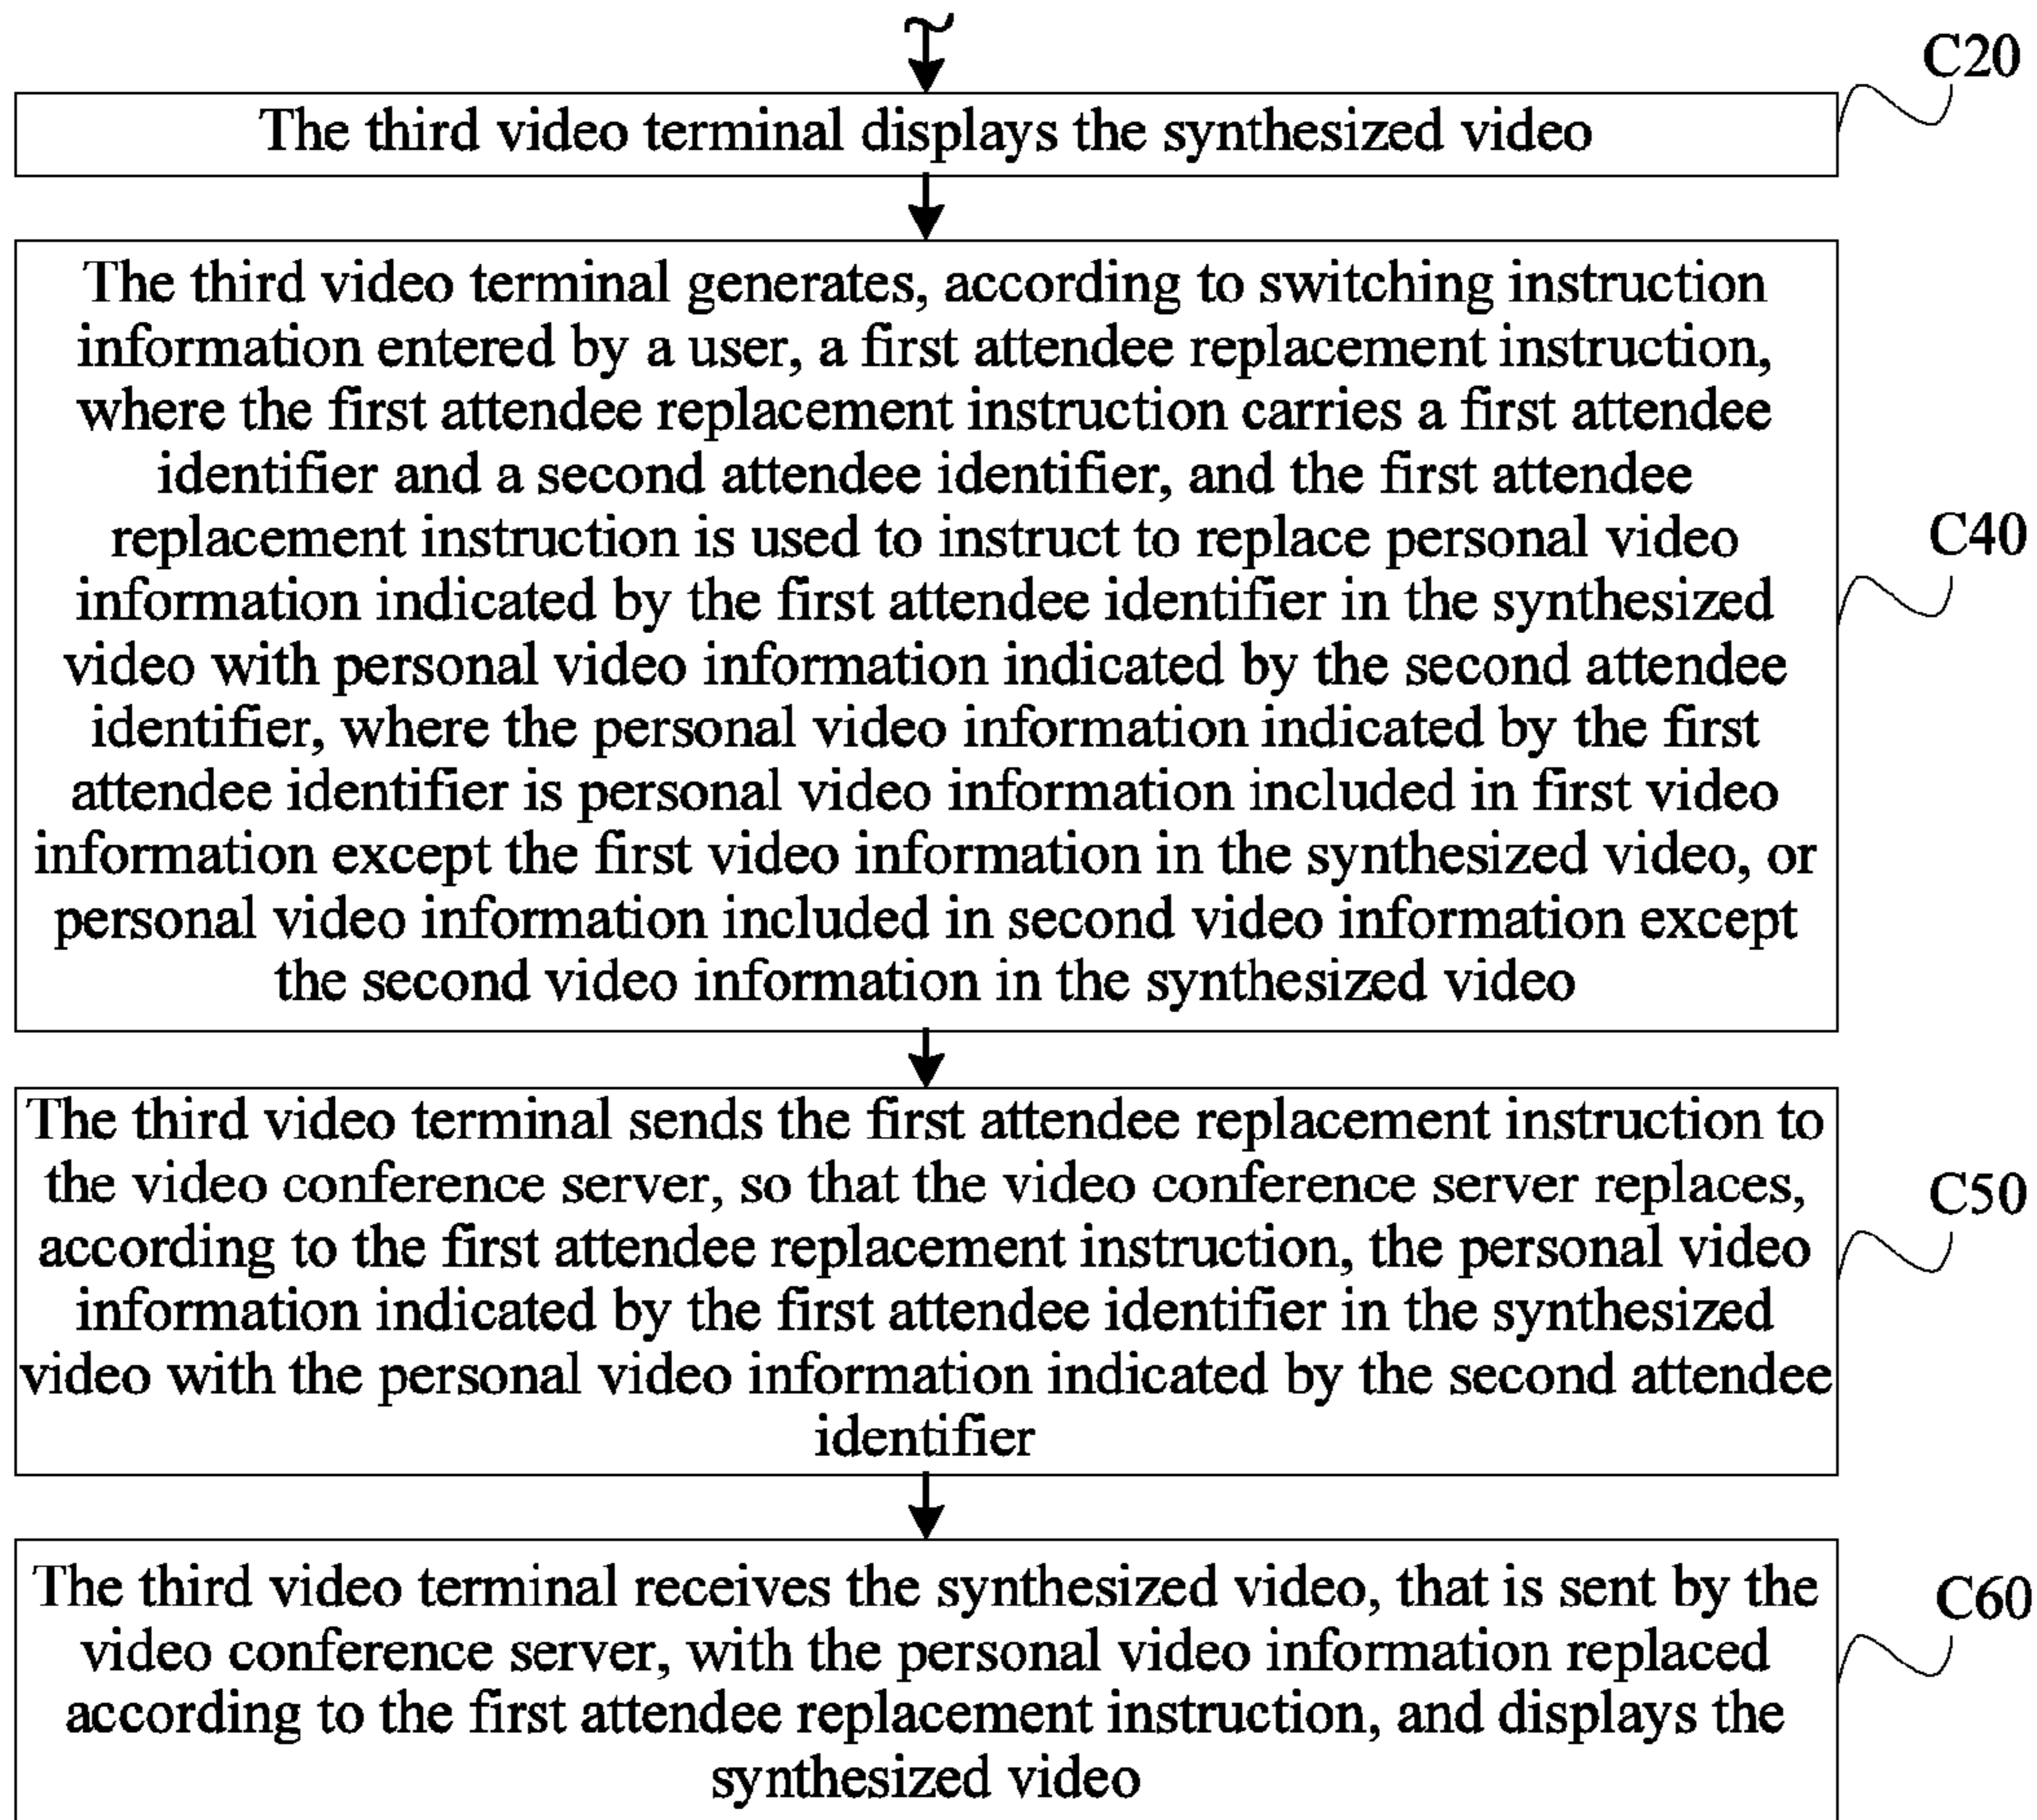 C20
The third video terminal displays the synthesized video
The third video terminal generates, according to switching instruction
information entered by a user, a first attendee replacement instruction,
where the first attendee replacement instruction carries a first attendee
identifier and a second attendee identifier, and the first attendee
replacement instruction is used to instruct to replace personal video
information indicated by the first attendee identifier in the synthesized
video with personal video information indicated by the second attendee
identifier, where the personal video information indicated by the first
attendee identifier is personal video information included in first video
information except the first video information in the synthesized video, or
personal video information included in second video information except
the second video information in the synthesized video
C40
The third video terminal sends the first attendee replacement instruction to
the video conference server, so that the video conference server replaces,
according to the first attendee replacement instruction, the personal video
information indicated by the first attendee identifier in the synthesized
video with the personal video information indicated by the second attendee
identifier
C50
The third video terminal receives the synthesized video, that is sent by the
video conference server, with the personal video information replaced
according to the first attendee replacement instruction, and displays the
synthesized video
C60